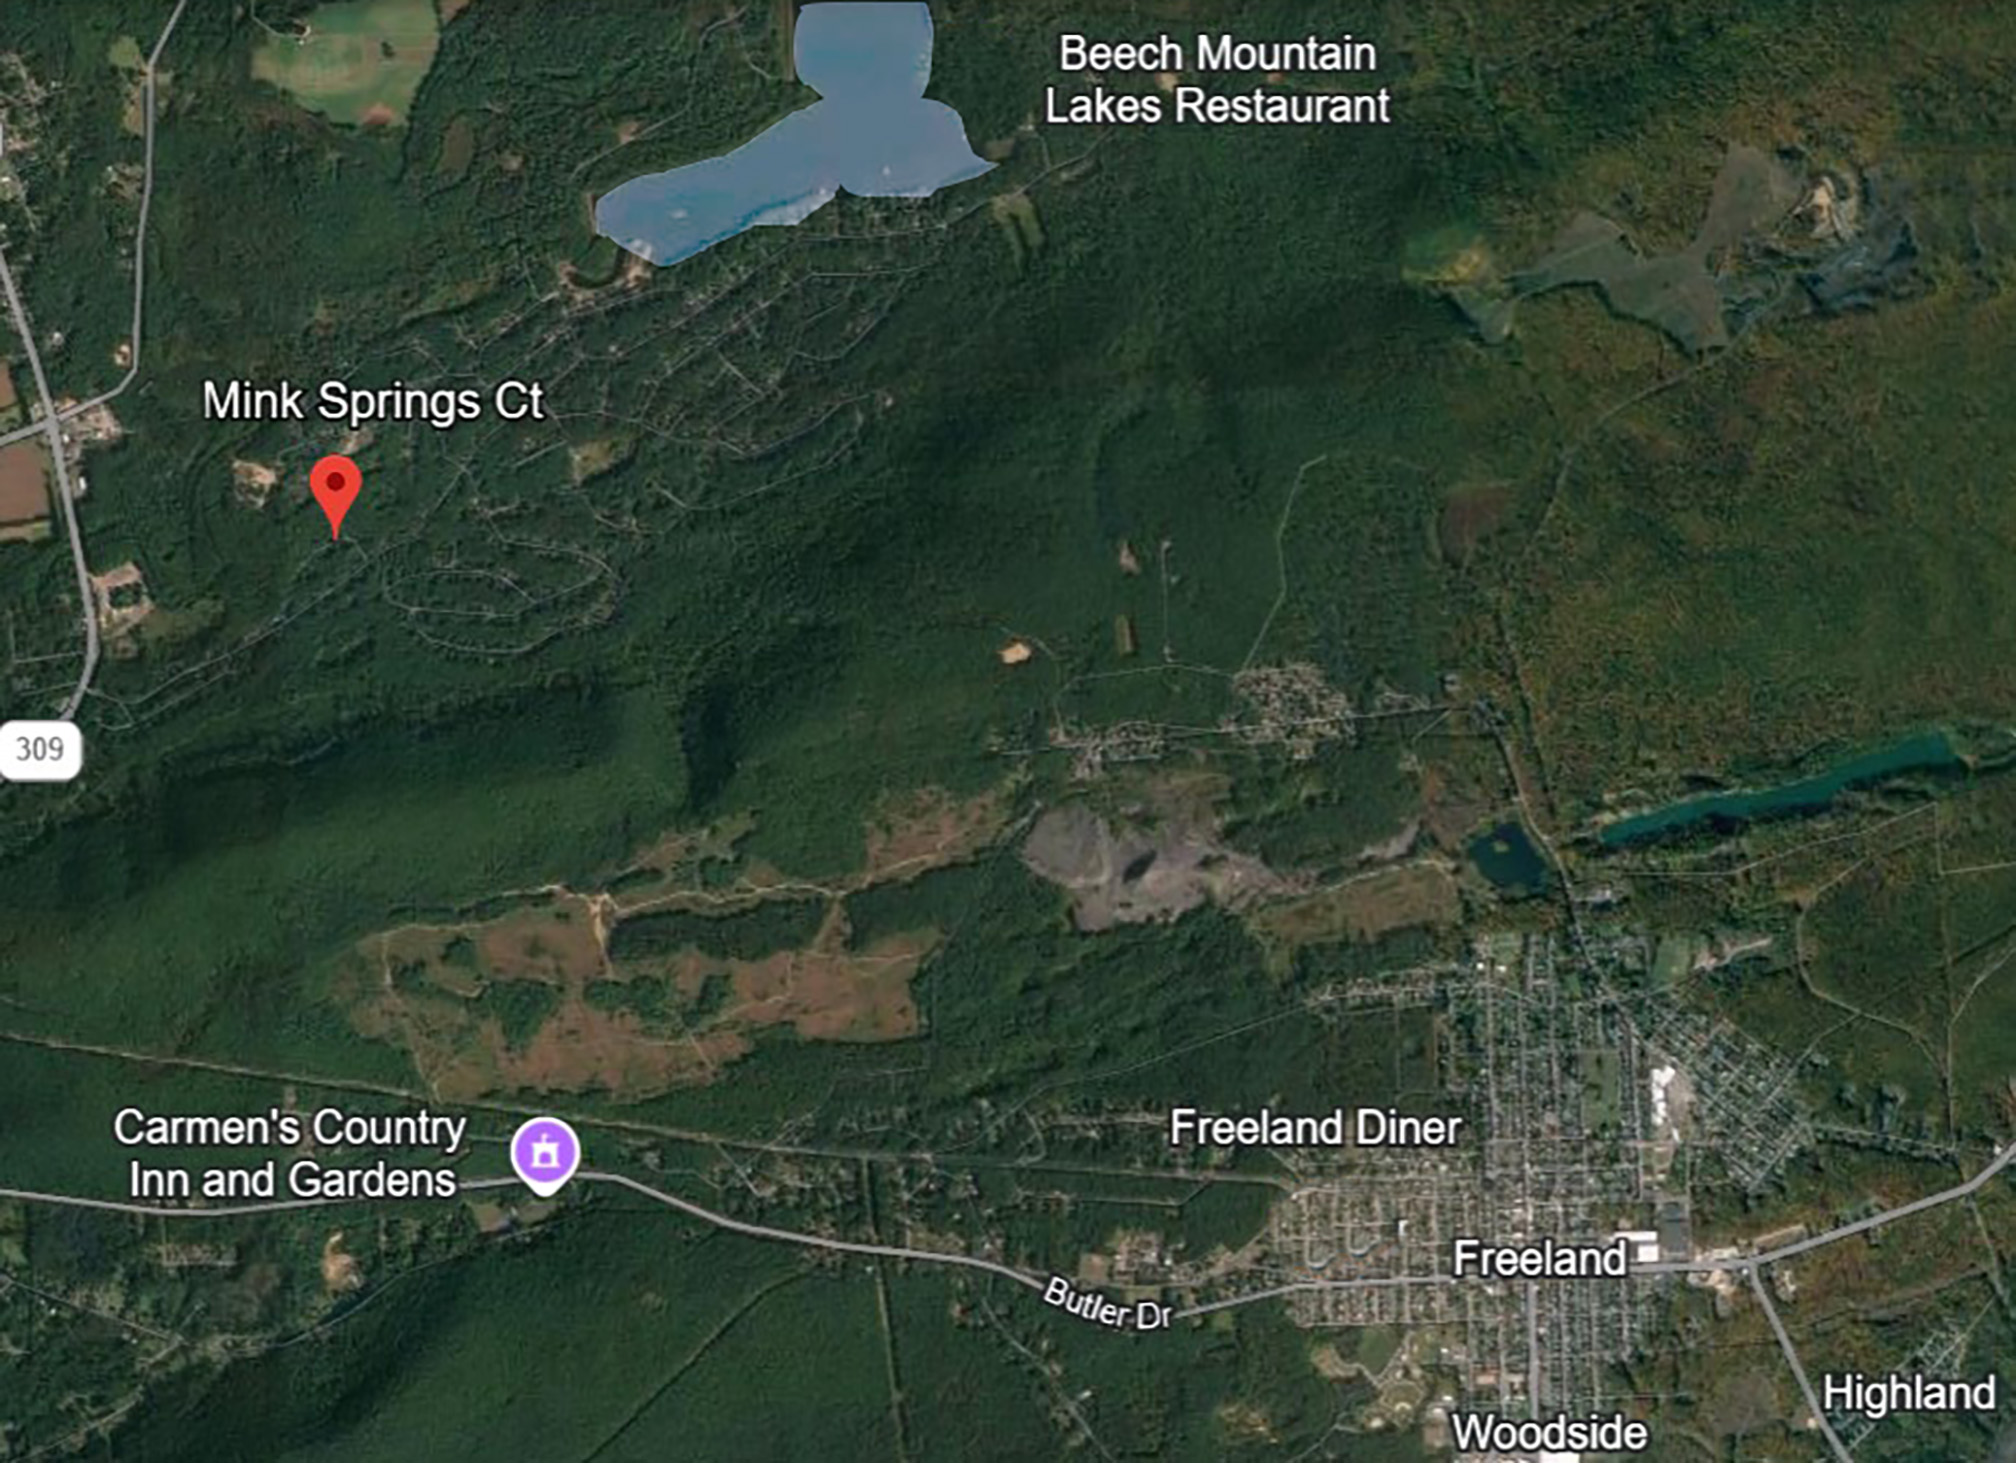 Beech Mountain
Lakes Restaurant
Mink Springs Ct
309
Carmen's Country
Inn and Gardens
Freeland Diner
Freeland
Butler Dr
Highland
Woodside